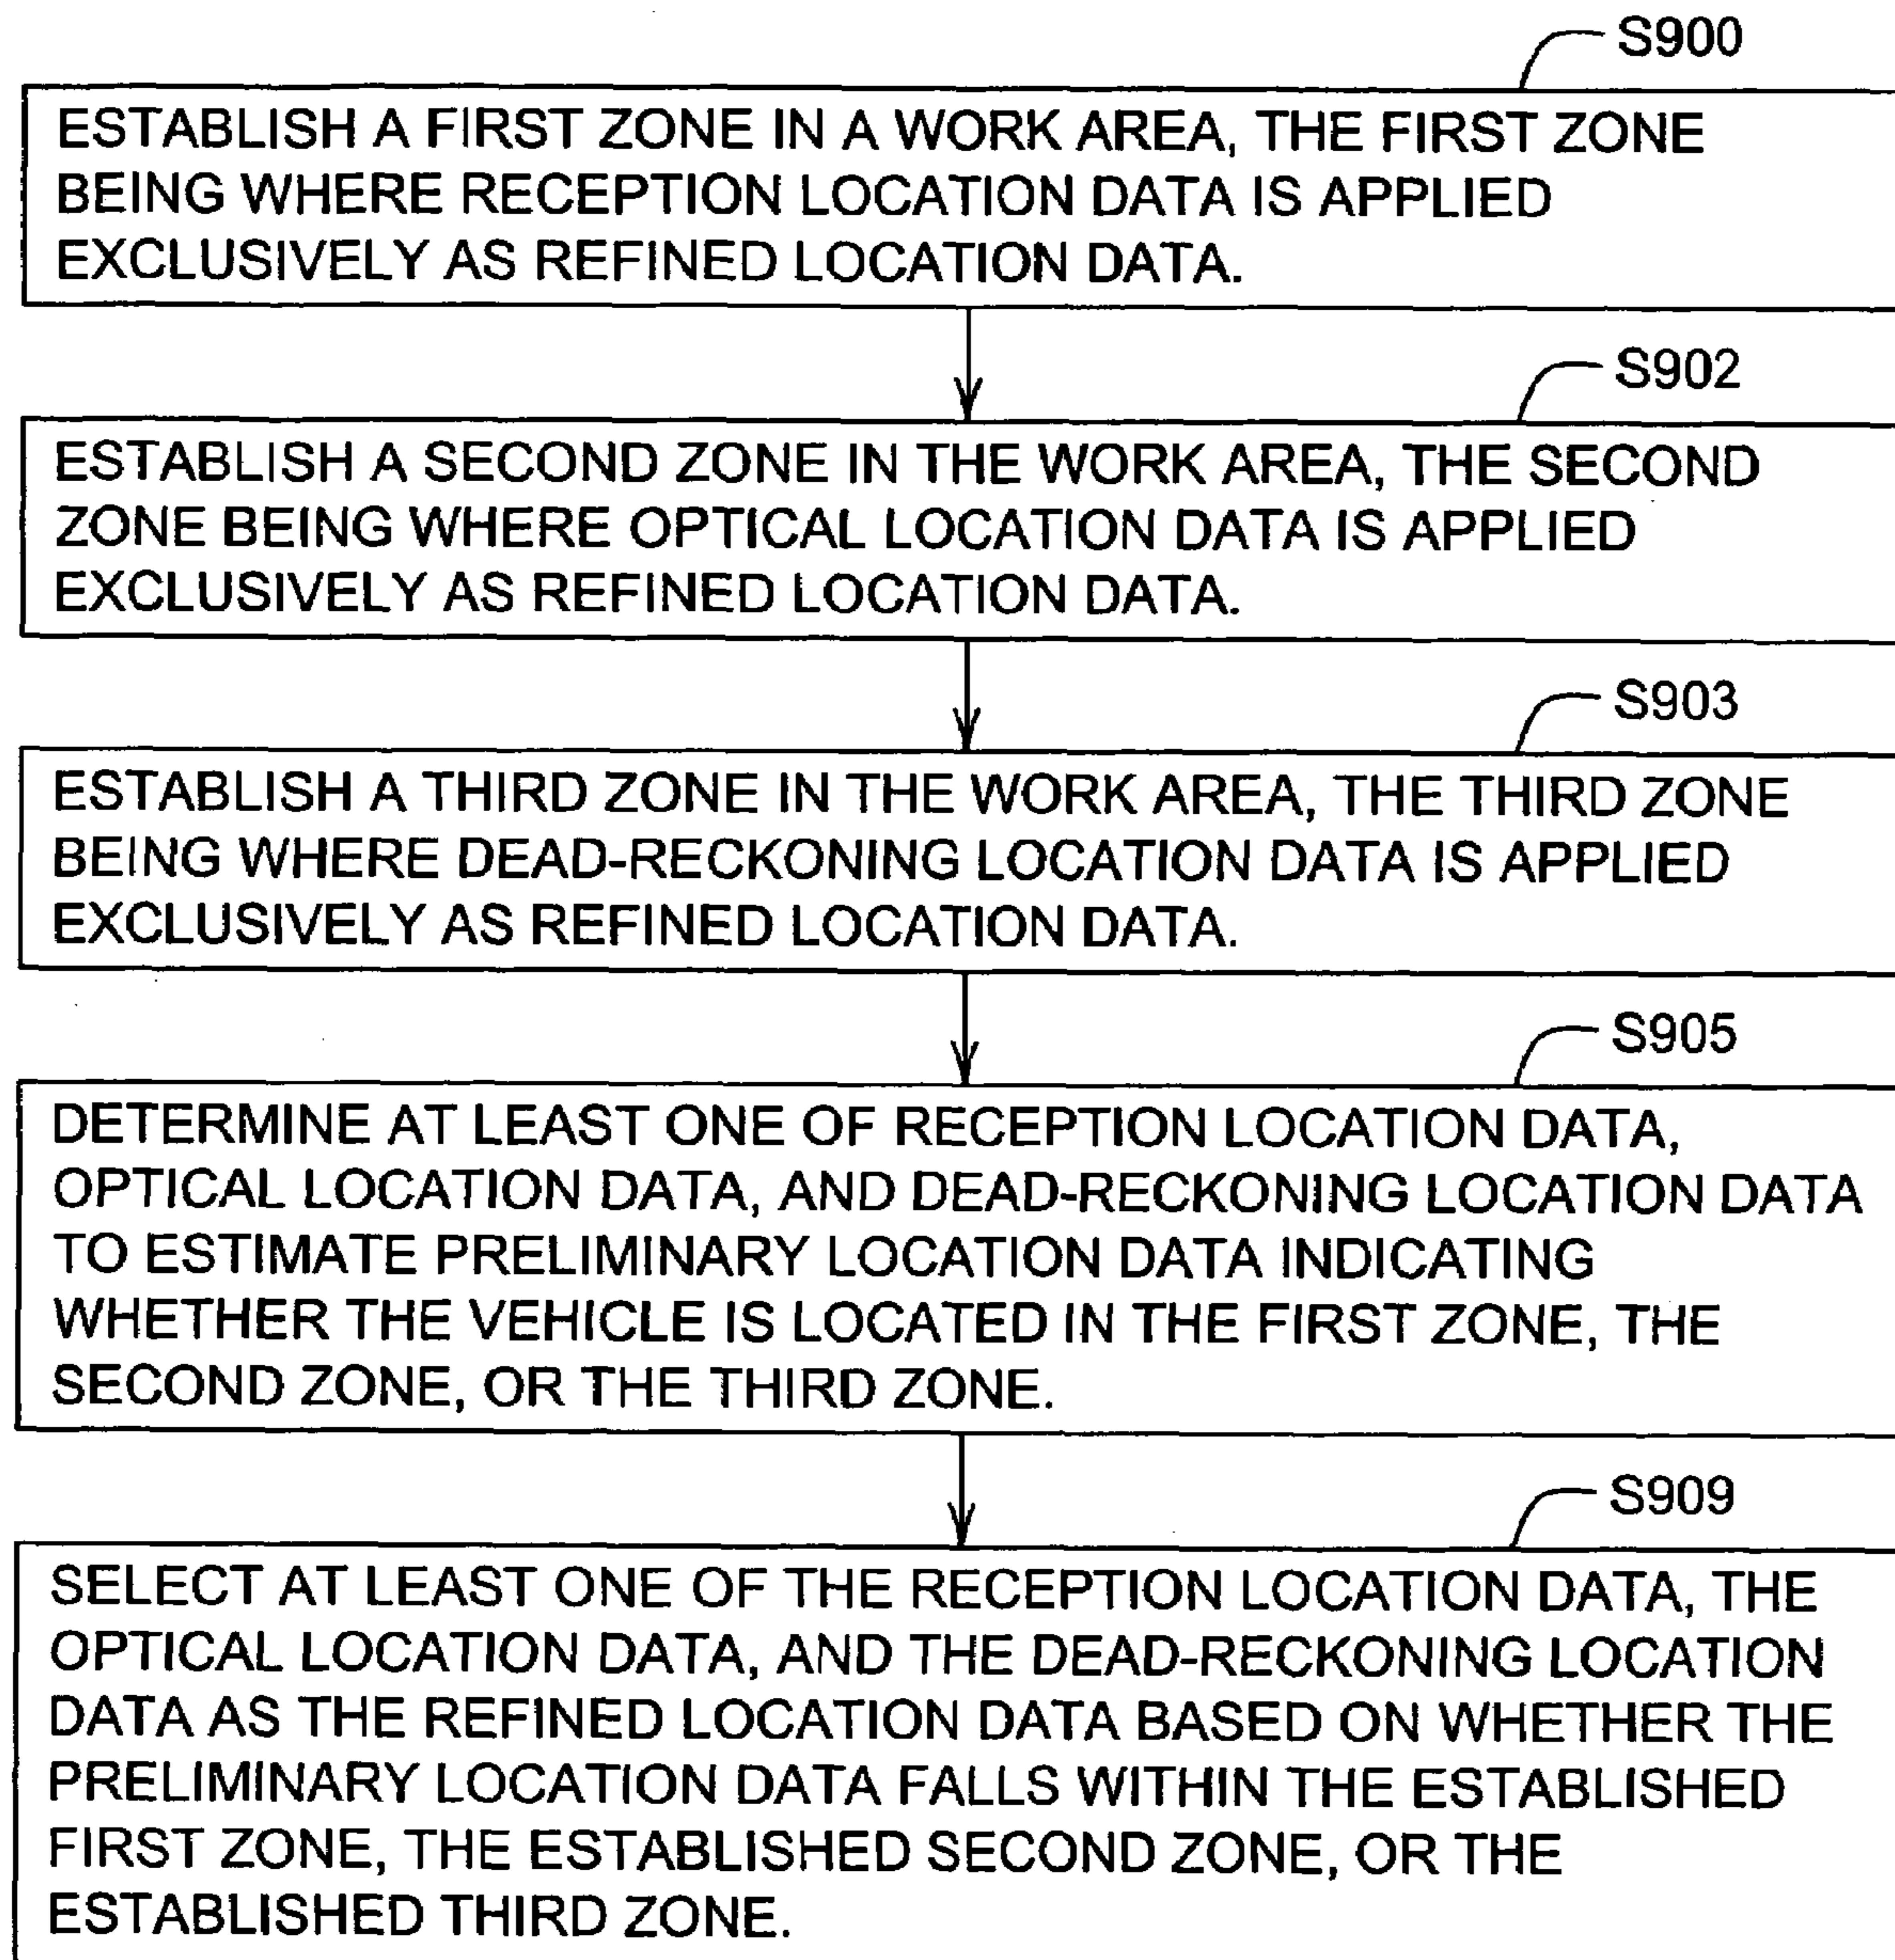 S900
ESTABLISH A FIRST ZONE IN A WORK AREA, THE FIRST ZONE
BEING WHERE RECEPTION LOCATION DATA IS APPLIED
EXCLUSIVELY AS REFINED LOCATION DATA.
S902
ESTABLISH A SECOND ZONE IN THE WORK AREA, THE SECOND
ZONE BEING WHERE OPTICAL LOCATION DATA IS APPLIED
EXCLUSIVELY AS REFINED LOCATION DATA.
S903
ESTABLISH A THIRD ZONE IN THE WORK AREA, THE THIRD ZONE
BEING WHERE DEAD-RECKONING LOCATION DATA IS APPLIED
EXCLUSIVELY AS REFINED LOCATION DATA.
S905
DETERMINE AT LEAST ONE OF RECEPTION LOCATION DATA,
OPTICAL LOCATION DATA, AND DEAD-RECKONING LOCATION DATA
TO ESTIMATE PRELIMINARY LOCATION DATA INDICATING
WHETHER THE VEHICLE IS LOCATED IN THE FIRST ZONE, THE
SECOND ZONE, OR THE THIRD ZONE.
S909
SELECT AT LEAST ONE OF THE RECEPTION LOCATION DATA, THE
OPTICAL LOCATION DATA, AND THE DEAD-RECKONING LOCATION
DATA AS THE REFINED LOCATION DATA BASED ON WHETHER THE
PRELIMINARY LOCATION DATA FALLS WITHIN THE ESTABLISHED
FIRST ZONE, THE ESTABLISHED SECOND ZONE, OR THE
ESTABLISHED THIRD ZONE.